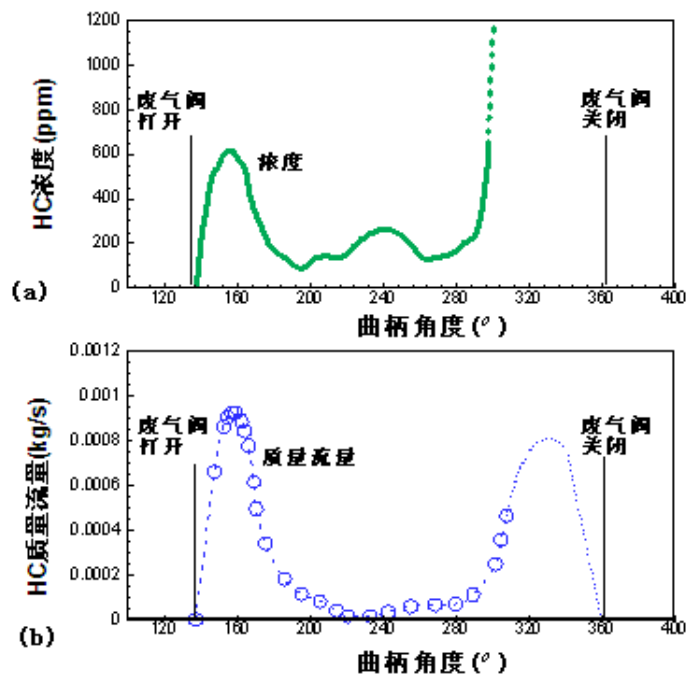 1200
1000
800
600
400
200
0
HC浓度(ppm)
废气阀
打开
浓度
废气阀
关闭
(a)
120 160 200 240 280 320 360 400
曲柄角度(º)
0.0012
0.001
0.0008
0.0006
0.0004
0.0002
0
HC质量流量(kg/s)
废气阀
打开
质量流量
废气阀
关闭
(b)
120 160 200 240 280 320 360 400
曲柄角度(º)